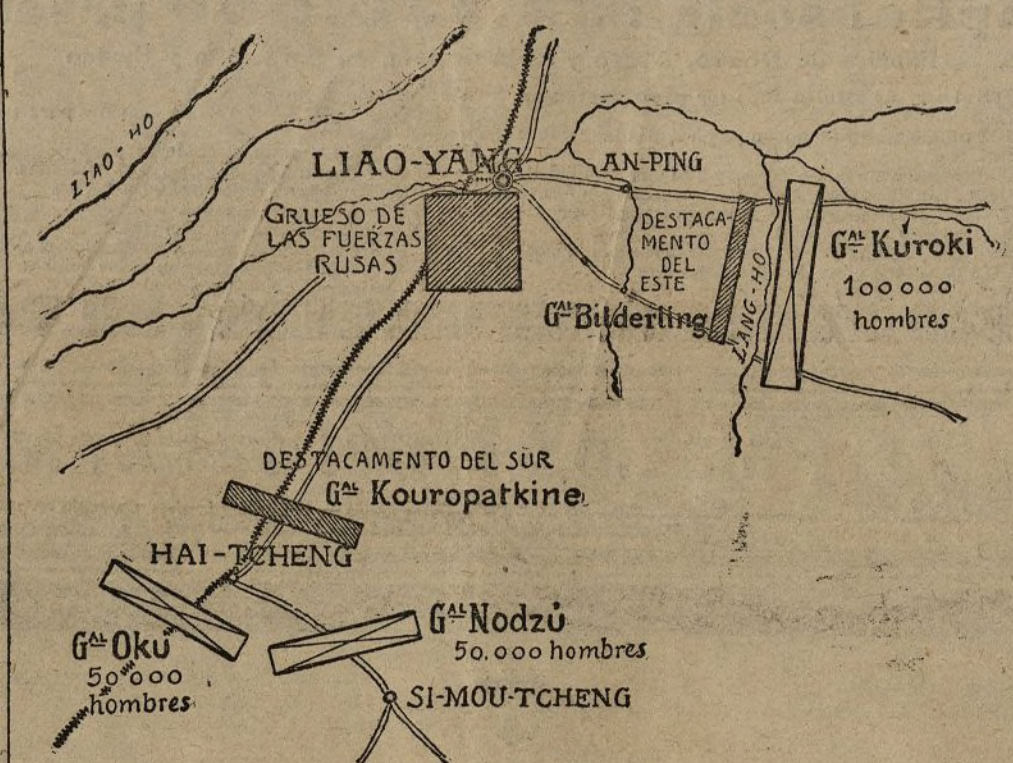 LIAO-HO
LIAO-YANG
AN-PING
GRUESO DE
LAS FUERZAS
RUSAS
DESTACA-
MENTO
DEL
ESTE
LANG-HO
GAL Kúroki
100000
hombres
GAL Bilderling
DESTACAMENTO DEL SUR
GAL Kouropatkine
HAI-TCHENG
GAL Oku
50000
hombres
GAL Nodzu
50.000 hombres
SI-MOU-TCHENG